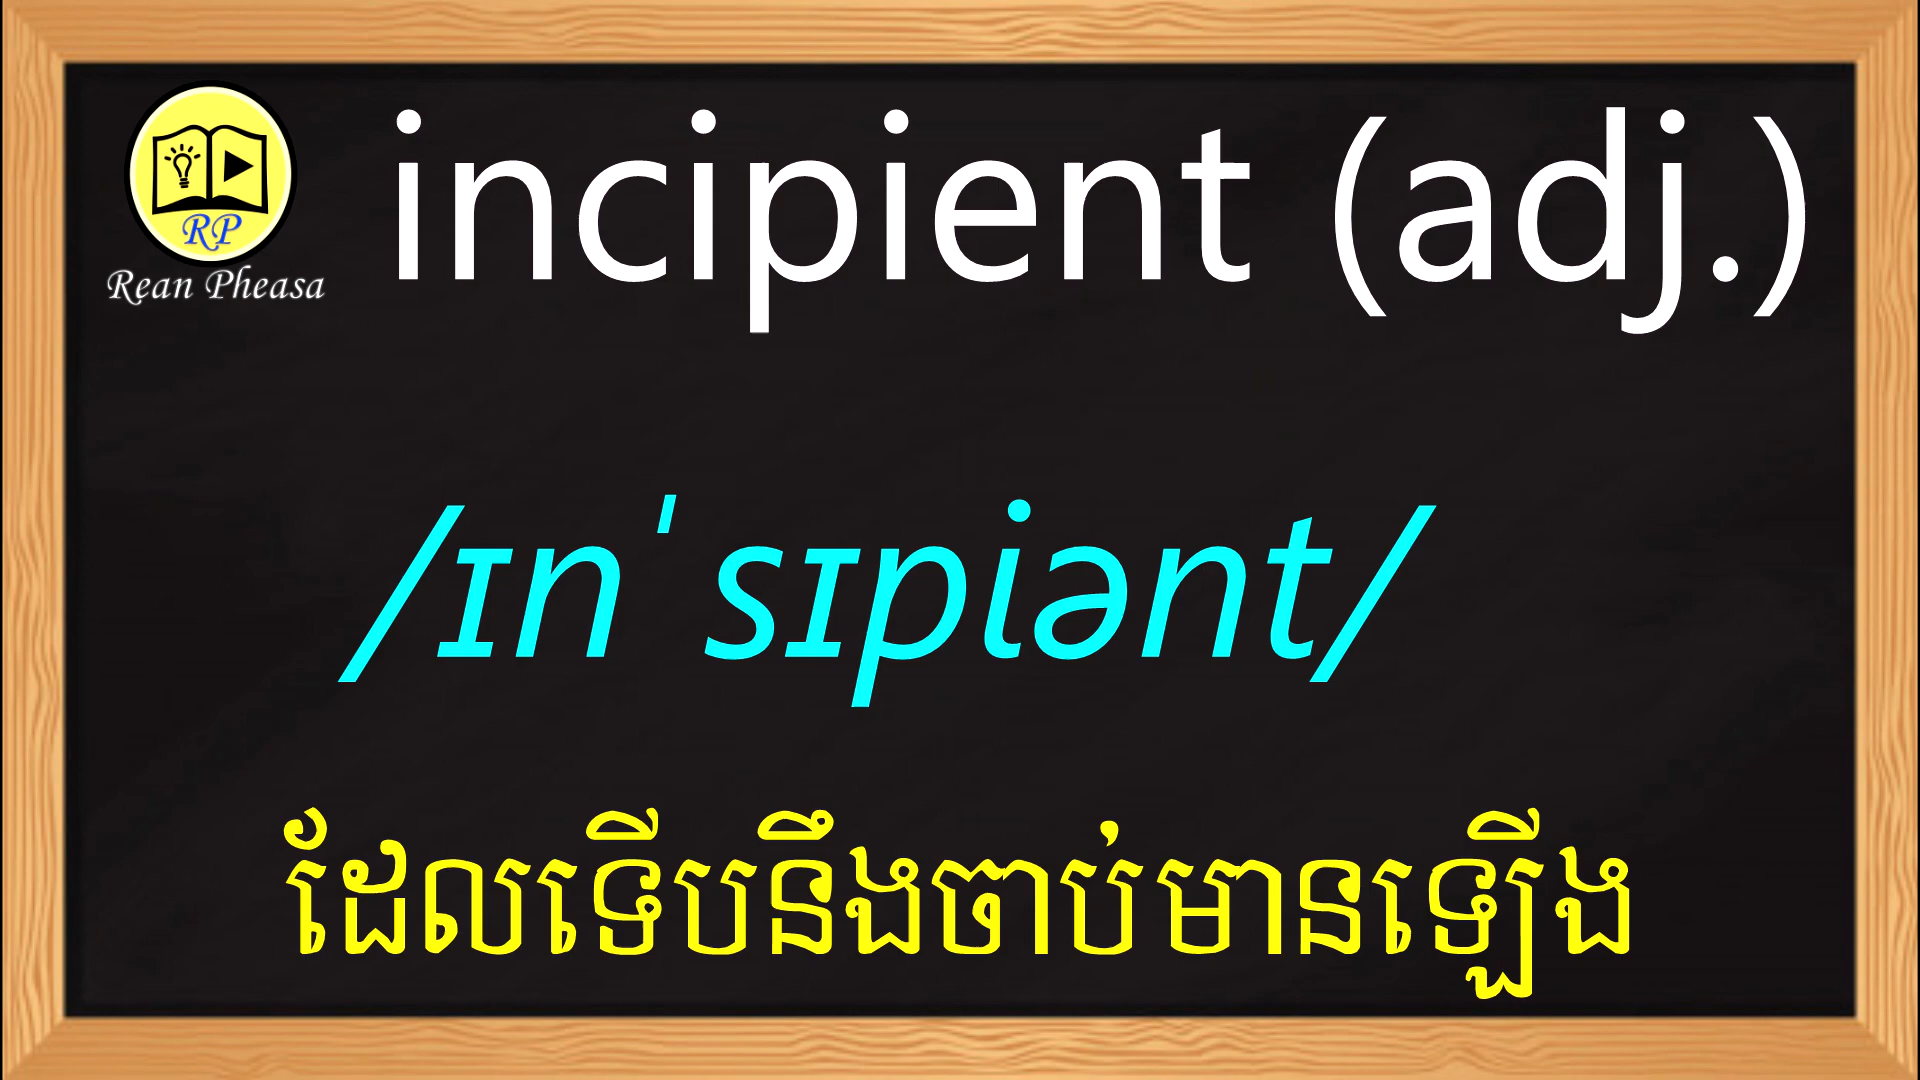 incipient (adj.)
RP
Rean Pheasa
/ɪnˈsɪpiənt/
ដែលទើបនឹងចាប់មានឡើង